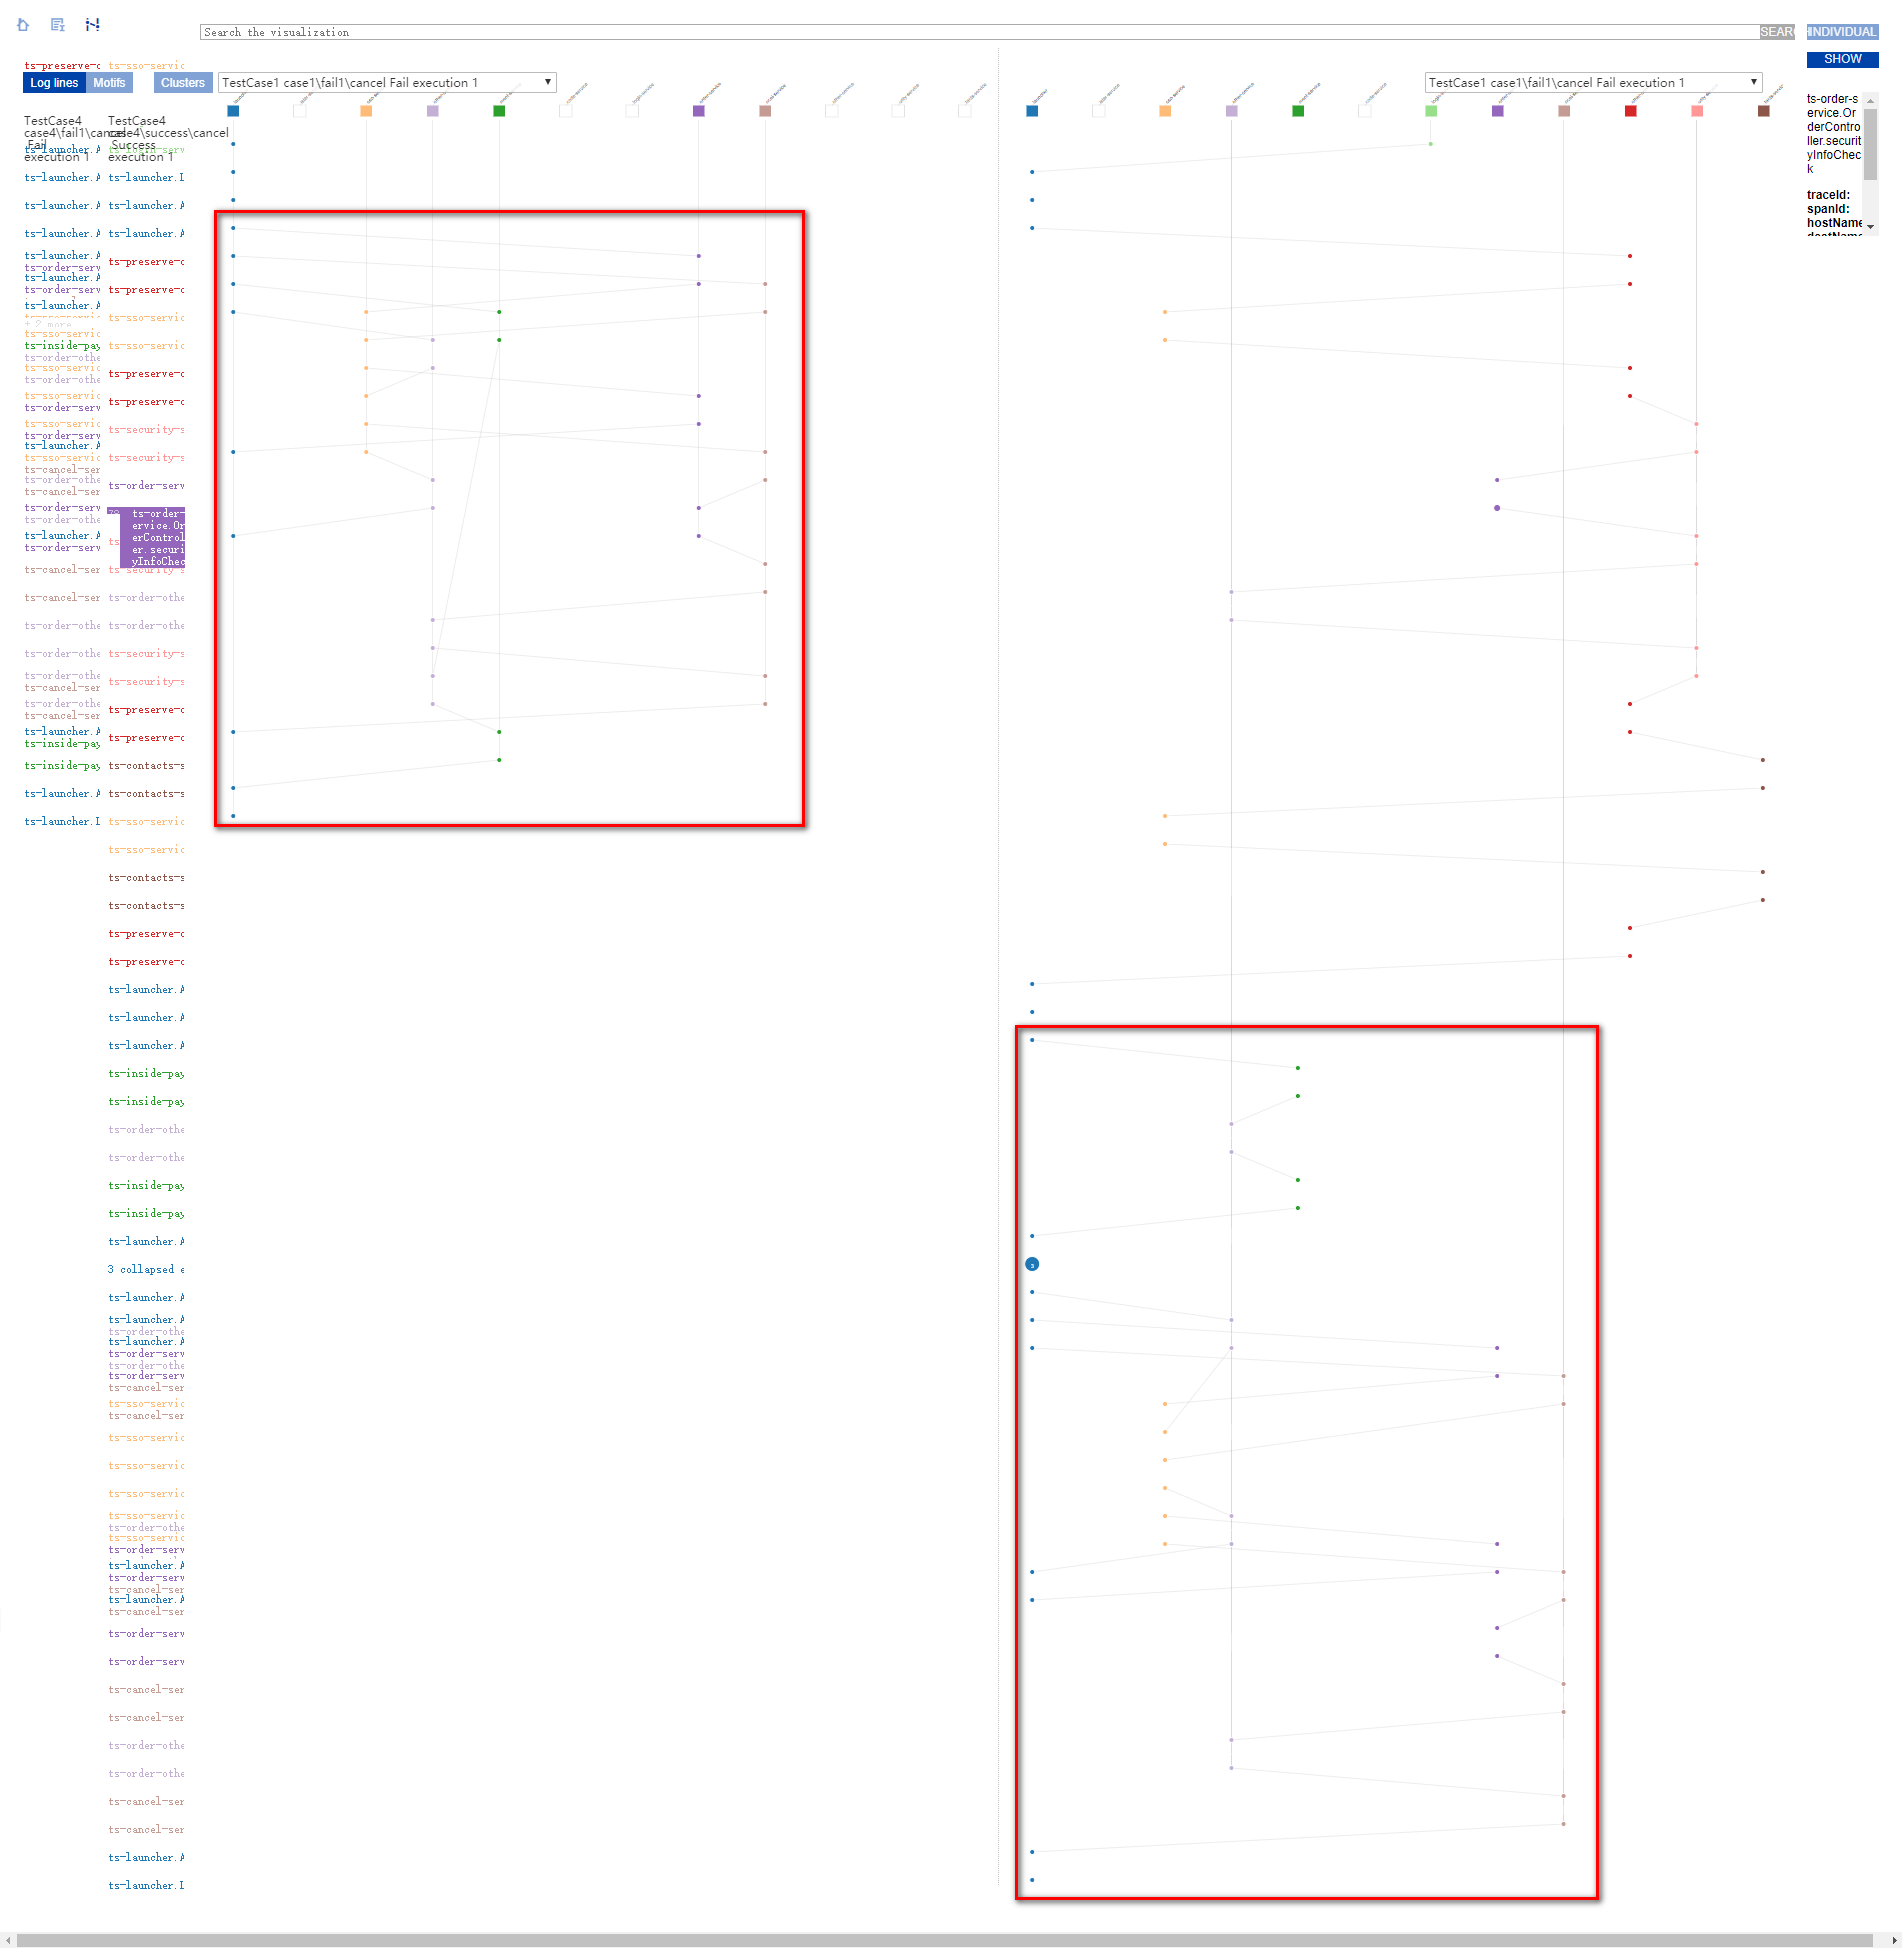 Search the visualization
SEAR
INDIVIDUAL
SHOW
ts-preserve-o
ts-sso-servic
Log lines
Motifs
Clusters
TestCase1 case1\fail1\cancel Fail execution 1
TestCase1 case1\fail1\cancel Fail execution 1
TestCase4
case4\fail1\cancel
Fail
execution 1
TestCase4
case4\success\cancel
Success
execution 1
ts-order-s
ervice.Or
derContro
ller.securit
yInfoChec
k
traceId:
spanId:
hostName
ts-launcher.A
ts-launcher.A
ts-launcher.A
ts-launcher.A
ts-order-serv
ts-launcher.A
ts-order-serv
ts-launcher.A
+ 2 more
ts-sso-servic
ts-inside-pay
ts-order-othe
ts-sso-servic
ts-order-othe
ts-sso-servic
ts-order-serv
ts-sso-servic
ts-order-serv
ts-launcher.A
ts-sso-servic
ts-cancel-ser
ts-order-othe
ts-cancel-ser
ts-order-serv
ts-order-othe
ts-launcher.A
ts-order-serv
ts-cancel-ser
ts-cancel-ser
ts-order-othe
ts-order-othe
ts-order-othe
ts-cancel-ser
ts-order-othe
ts-cancel-ser
ts-launcher.A
ts-inside-pay
ts-inside-pay
ts-launcher.A
ts-launcher.I
ts-login-serv
ts-launcher.I
ts-launcher.A
ts-launcher.A
ts-preserve-o
ts-preserve-o
ts-sso-servic
ts-sso-servic
ts-preserve-o
ts-preserve-o
ts-security-s
ts-security-s
ts-order-serv
ts-order-
ervice.Or
erControl
er.securi
yInfoChec
ts-security-s
ts-order-othe
ts-order-othe
ts-security-s
ts-security-s
ts-preserve-o
ts-preserve-o
ts-contacts-s
ts-contacts-s
ts-sso-servic
ts-sso-servic
ts-contacts-s
ts-contacts-s
ts-preserve-o
ts-preserve-o
ts-launcher.A
ts-launcher.A
ts-launcher.A
ts-inside-pay
ts-inside-pay
ts-order-othe
ts-order-othe
ts-inside-pay
ts-inside-pay
ts-launcher.A
3 collapsed e
3
ts-launcher.A
ts-launcher.A
ts-order-othe
ts-launcher.A
ts-order-serv
ts-order-othe
ts-order-serv
ts-cancel-ser
ts-sso-servic
ts-cancel-ser
ts-sso-servic
ts-sso-servic
ts-sso-servic
ts-sso-servic
ts-order-othe
ts-sso-servic
ts-order-serv
ts-launcher.A
ts-order-serv
ts-cancel-ser
ts-launcher.A
ts-cancel-ser
ts-order-serv
ts-order-serv
ts-cancel-ser
ts-cancel-ser
ts-order-othe
ts-order-othe
ts-cancel-ser
ts-cancel-ser
ts-launcher.A
ts-launcher.I